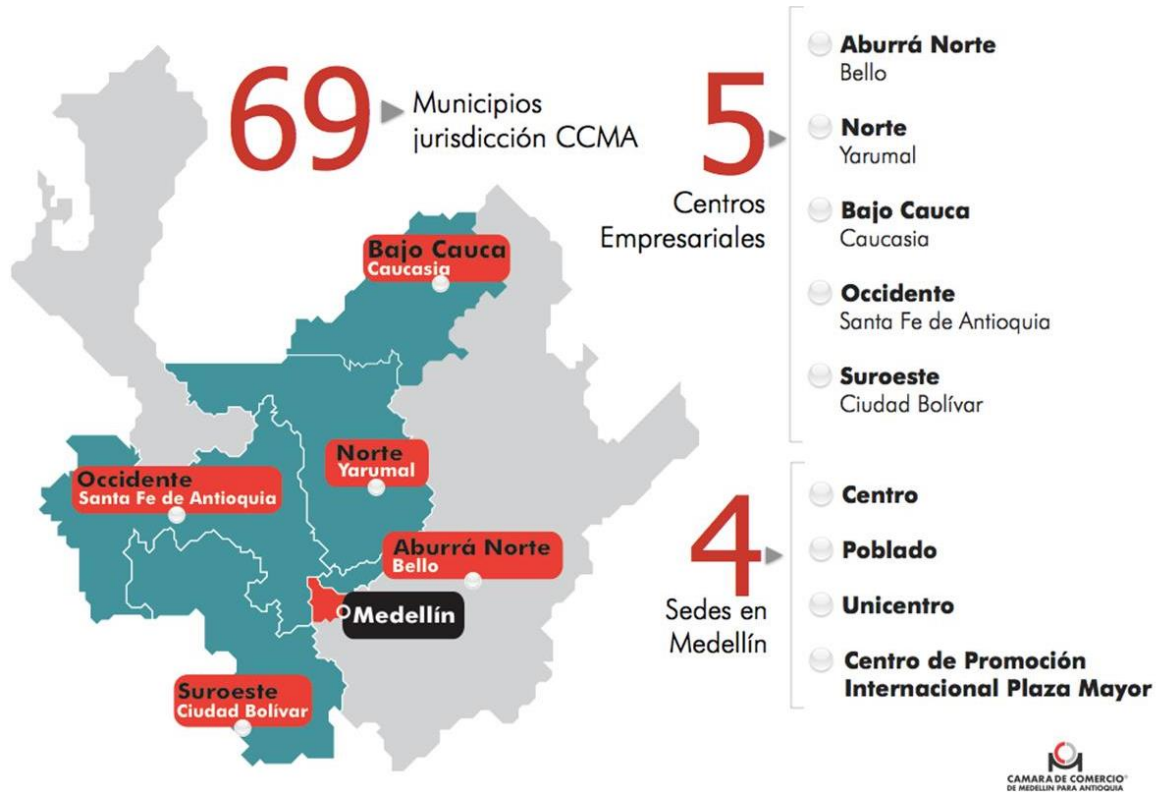 69
Municipios
jurisdicción CCMA
5
Centros
Empresariales
Aburrá Norte
Bello
Norte
Yarumal
Bajo Cauca
Caucasia
Occidente
Santa Fe de Antioquia
Suroeste
Ciudad Bolívar
Bajo Cauca
Caucasia
Norte
Yarumal
Occidente
Santa Fe de Antioquia
Aburrá Norte
Bello
Medellín
Suroeste
Ciudad Bolívar
4
Sedes en
Medellín
Centro
Poblado
Unicentro
Centro de Promoción
Internacional Plaza Mayor
CAMARA DE COMERCIO®
DE MEDELLIN PARA ANTIOQUIA